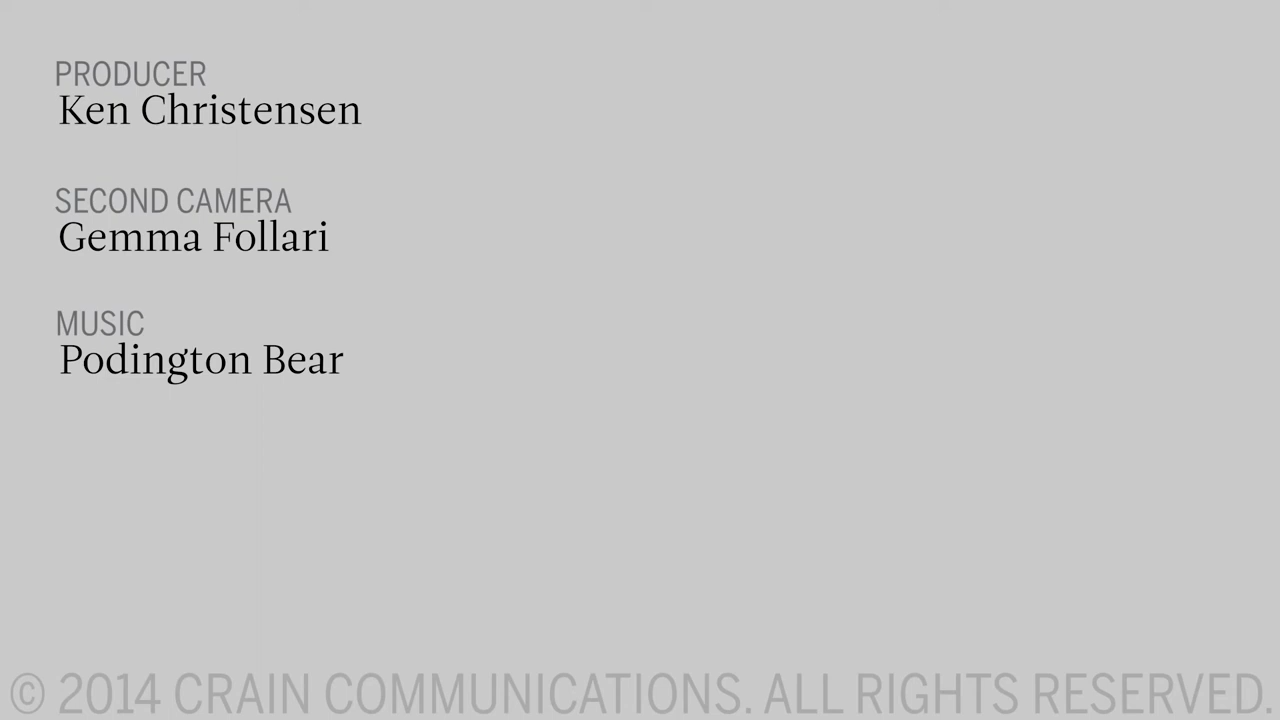 PRODUCER
Ken Christensen
SECOND CAMERA
Gemma Follari
MUSIC
Podington Bear
© 2014 CRAIN COMMUNICATIONS. ALL RIGHTS RESERVED.